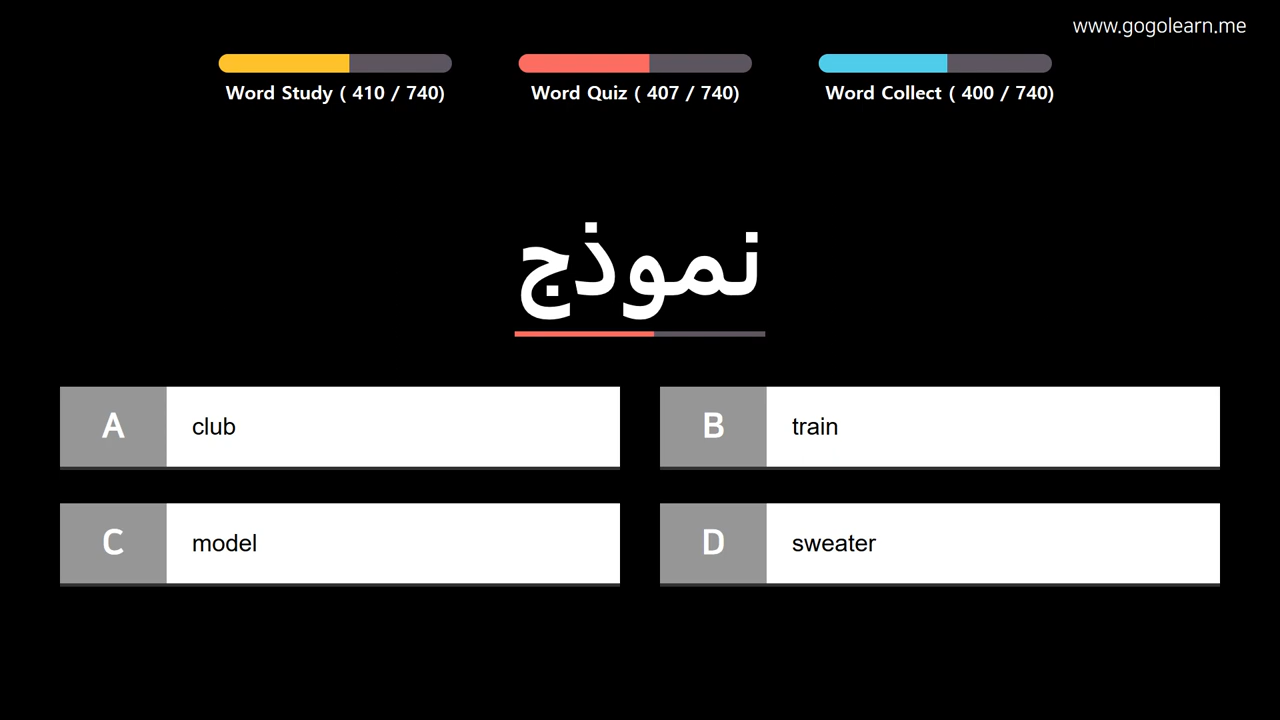 www.gogolearn.me
Word Study ( 410 / 740)
Word Quiz ( 407 / 740)
Word Collect ( 400 / 740)
نموذج
A club
B train
C model
D sweater